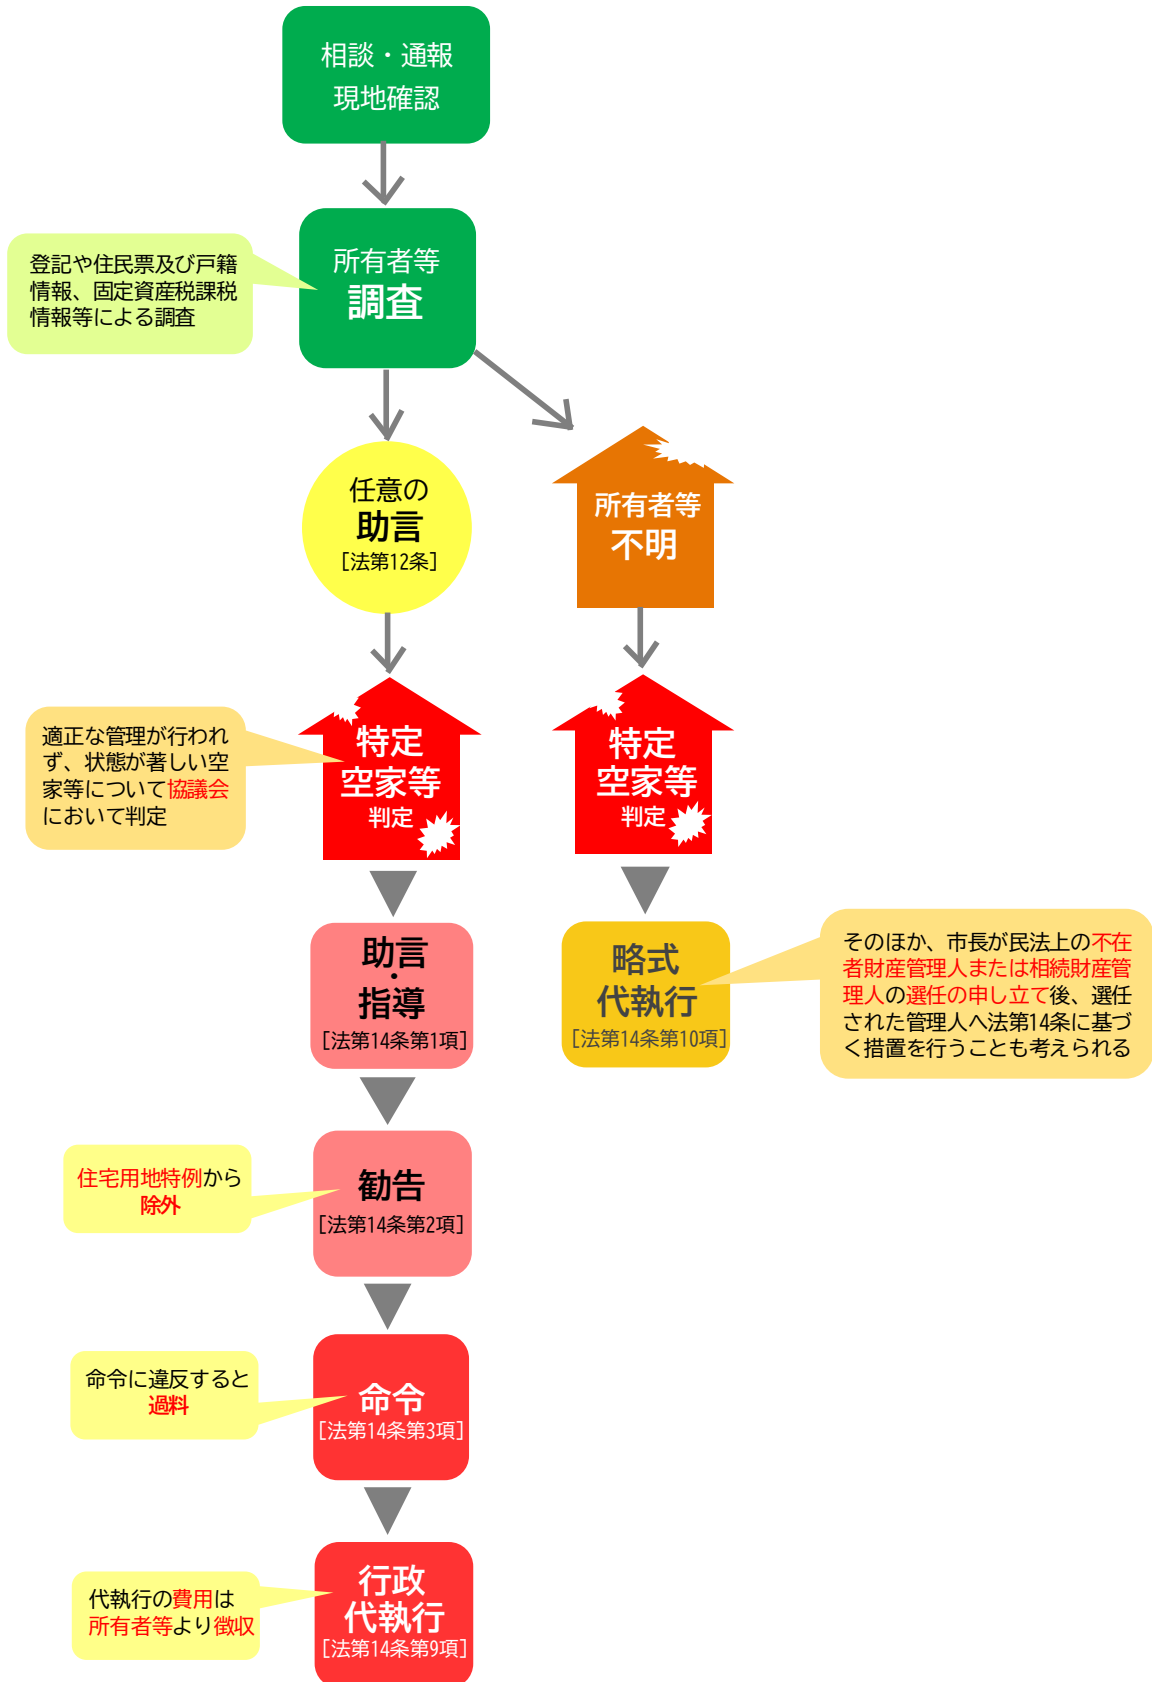 相談・通報
現地確認
所有者等
調査
登記や住民票及び戸籍
情報、固定資産税課税
情報等による調査
任意の
助言
[法第12条]
所有者等
不明
特定
空家等
判定
適正な管理が行われ
ず、状態が著しい空
家等について協議会
において判定
特定
空家等
判定
助言
・
指導
[法第14条第1項]
略式
代執行
[法第14条第10項]
そのほか、市長が民法上の不在
者財産管理人または相続財産管
理人の選任の申し立て後、選任
された管理人へ法第14条に基づ
く措置を行うことも考えられる
勧告
[法第14条第2項]
住宅用地特例から
除外
命令
[法第14条第3項]
命令に違反すると
過料
行政
代執行
[法第14条第9項]
代執行の費用は
所有者等より徴収